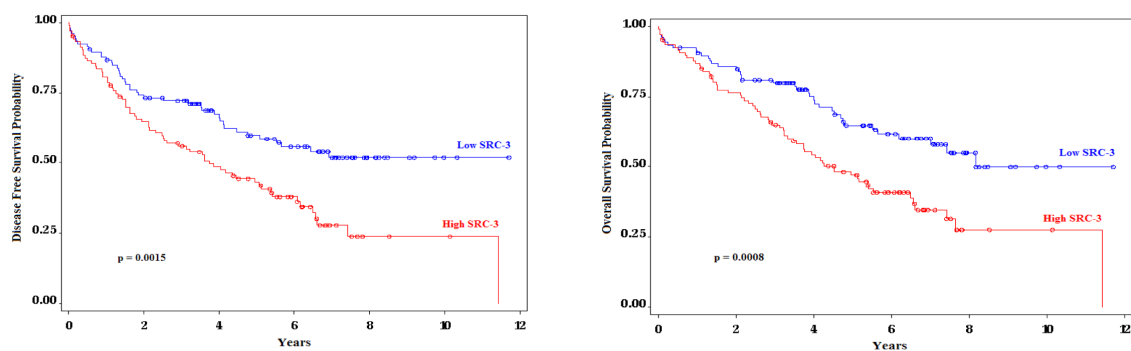 Disease Free Survival Probability
1.00
0.75
0.50
0.25
0.00
Low SRC-3
High SRC-3
p = 0.0015
0 2 4 6 8 10 12
Years
Overall Survival Probability
1.00
0.75
0.50
0.25
0.00
Low SRC-3
High SRC-3
p = 0.0008
0 2 4 6 8 10 12
Years